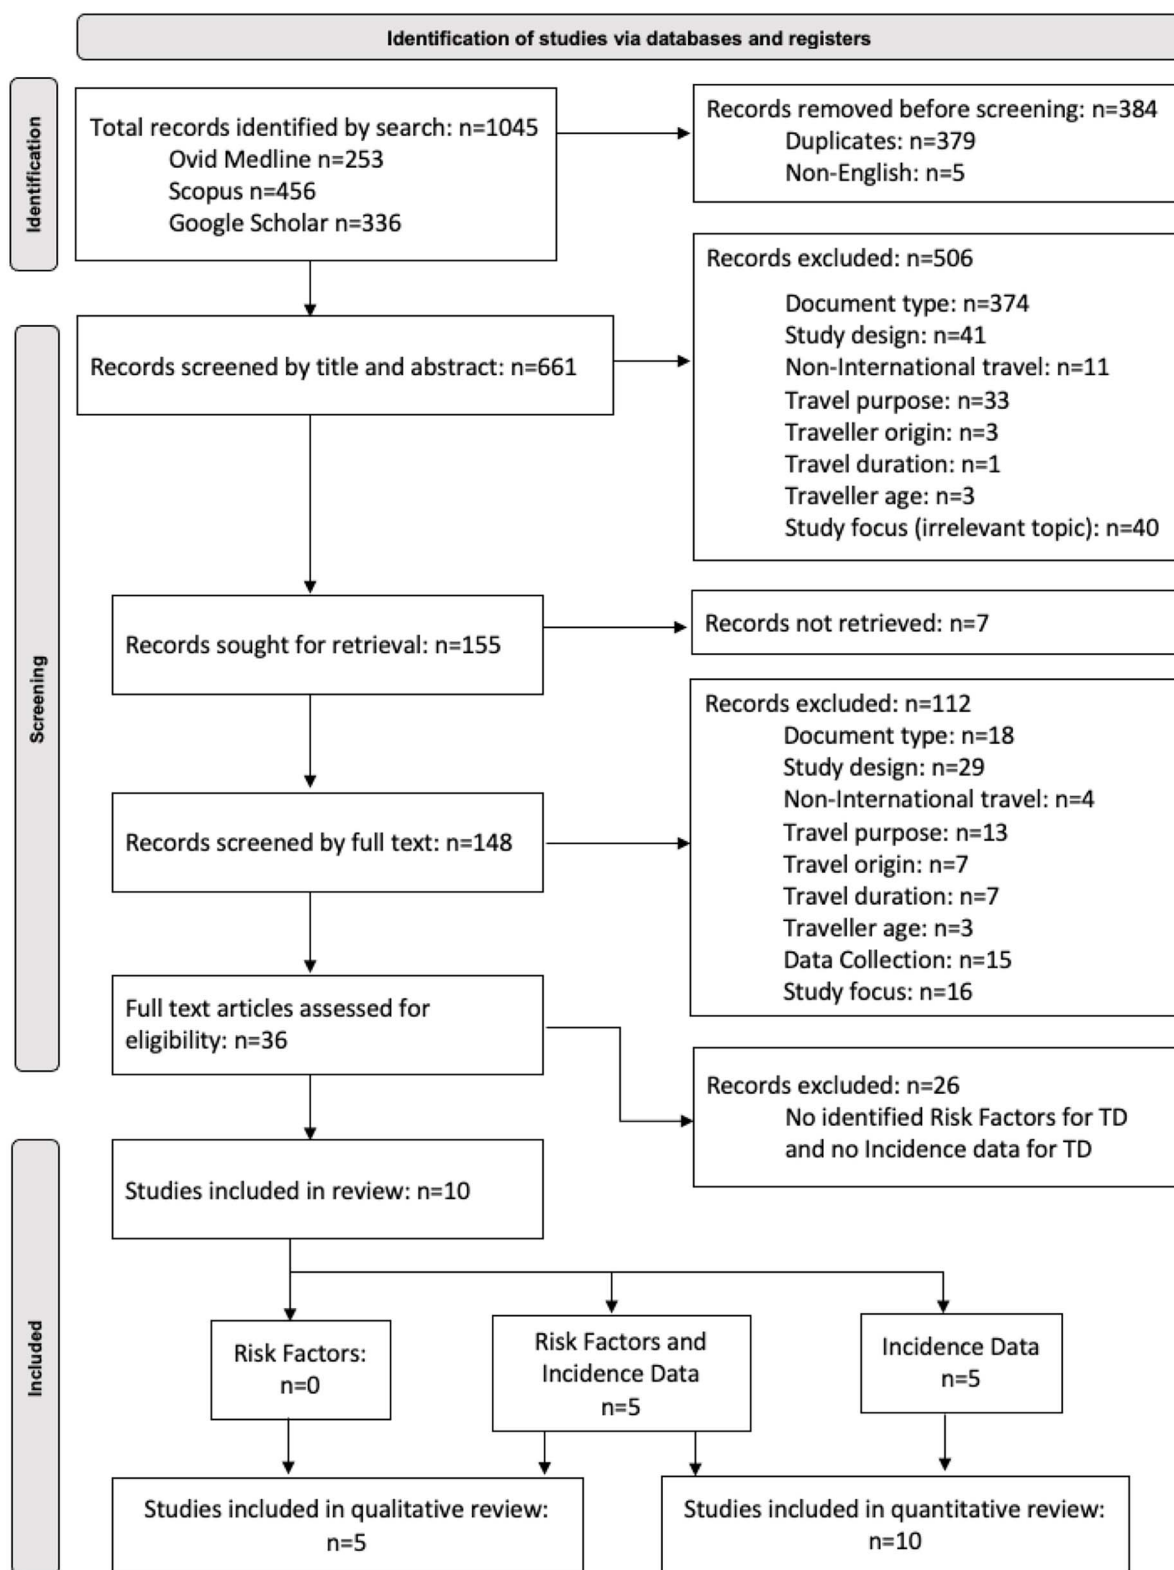 Identification of studies via databases and registers
Identification
Total records identified by search: n=1045
Ovid Medline n=253
Scopus n=456
Google Scholar n=336
Records removed before screening: n=384
Duplicates: n=379
Non-English: n=5
Screening
Records screened by title and abstract: n=661
Records excluded: n=506
Document type: n=374
Study design: n=41
Non-International travel: n=11
Travel purpose: n=33
Traveller origin: n=3
Travel duration: n=1
Traveller age: n=3
Study focus (irrelevant topic): n=40
Records sought for retrieval: n=155
Records not retrieved: n=7
Records screened by full text: n=148
Records excluded: n=112
Document type: n=18
Study design: n=29
Non-International travel: n=4
Travel purpose: n=13
Travel origin: n=7
Travel duration: n=7
Traveller age: n=3
Data Collection: n=15
Study focus: n=16
Full text articles assessed for
eligibility: n=36
Records excluded: n=26
No identified Risk Factors for TD
and no Incidence data for TD
Included
Studies included in review: n=10
Risk Factors:
n=0
Risk Factors and
Incidence Data
n=5
Incidence Data
n=5
Studies included in qualitative review:
n=5
Studies included in quantitative review:
n=10